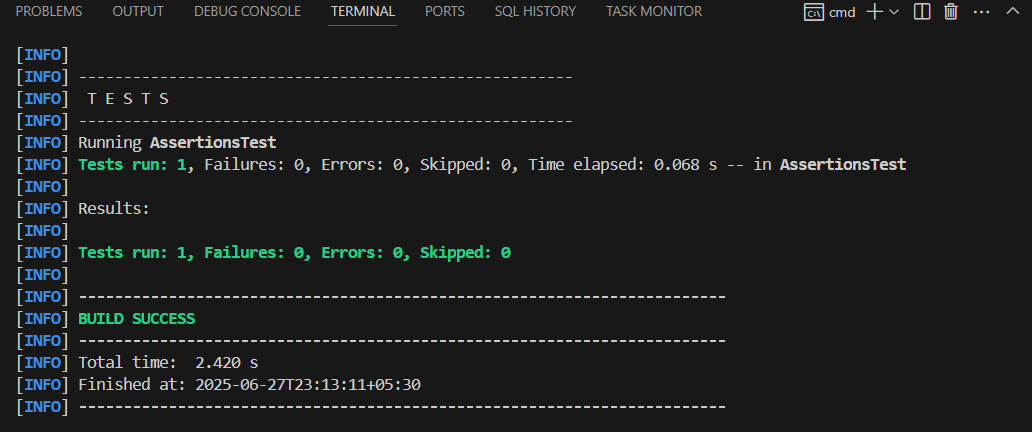 PROBLEMS OUTPUT DEBUG CONSOLE TERMINAL PORTS SQL HISTORY TASK MONITOR cmd
[INFO]
[INFO] -------------------------------------------------------
[INFO]  T E S T S
[INFO] -------------------------------------------------------
[INFO] Running AssertionsTest
[INFO] Tests run: 1, Failures: 0, Errors: 0, Skipped: 0, Time elapsed: 0.068 s -- in AssertionsTest
[INFO]
[INFO] Results:
[INFO]
[INFO] Tests run: 1, Failures: 0, Errors: 0, Skipped: 0
[INFO]
[INFO] ------------------------------------------------------------------------
[INFO] BUILD SUCCESS
[INFO] ------------------------------------------------------------------------
[INFO] Total time:  2.420 s
[INFO] Finished at: 2025-06-27T23:13:11+05:30
[INFO] ------------------------------------------------------------------------